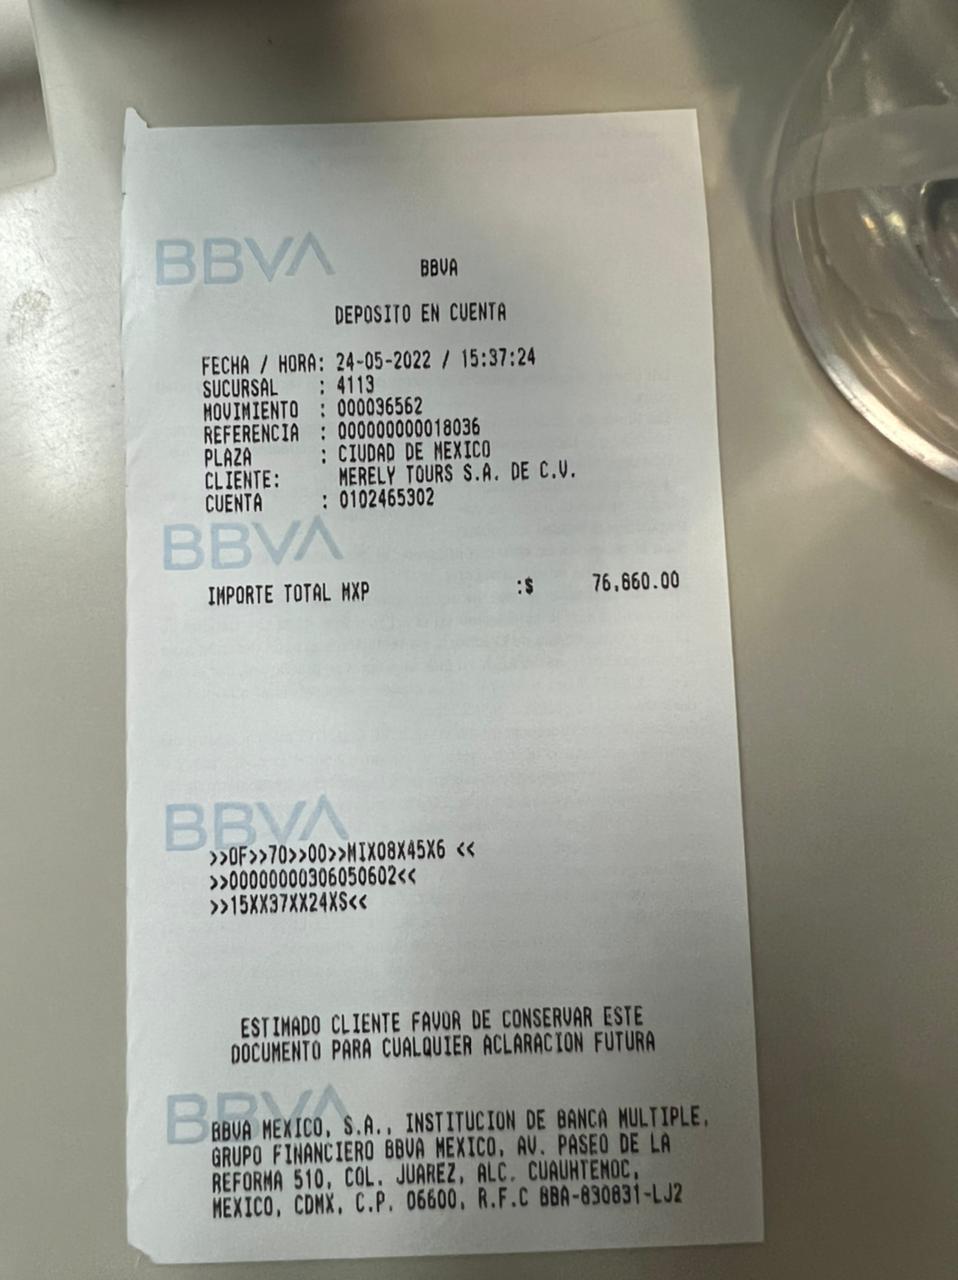 BBVA
BBVA
DEPOSITO EN CUENTA
FECHA / HORA: 24-05-2022 / 15:37:24
SUCURSAL : 4113
MOVIMIENTO : 000036562
REFERENCIA : 000000000018036
PLAZA : CIUDAD DE MEXICO
CLIENTE: MERELY TOURS S.A. DE C.V.
CUENTA : 0102465302
BBVA
IMPORTE TOTAL MXP :$ 76,860.00
BBVA
>>OF>>70>>00>>MIX08X45X6 <<
>>00000000306050602<<
>>15XX37XX24XS<<
ESTIMADO CLIENTE FAVOR DE CONSERVAR ESTE
DOCUMENTO PARA CUALQUIER ACLARACION FUTURA
BBVA
BBVA MEXICO, S.A., INSTITUCION DE BANCA MULTIPLE,
GRUPO FINANCIERO BBVA MEXICO, AV. PASEO DE LA
REFORMA 510, COL. JUAREZ, ALC. CUAUHTEMOC,
MEXICO, CDMX, C.P. 06600, R.F.C BBA-830831-LJ2